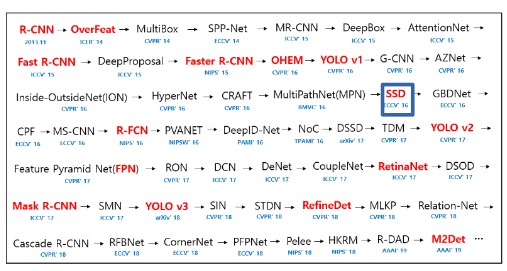 R-CNN → OverFeat → MultiBox → SPP-Net → MR-CNN → DeepBox → AttentionNet →
2013.11 ICLR' 14 CVPR' 14 ECCV' 14 ICCV' 15 ICCV' 15 ICCV' 15
Fast R-CNN → DeepProposal → Faster R-CNN → OHEM → YOLO v1 → G-CNN → AZNet →
ICCV' 15 ICCV' 15 NIPS' 15 CVPR' 16 CVPR' 16 CVPR' 16 CVPR' 16
Inside-OutsideNet(ION) → HyperNet → CRAFT → MultiPathNet(MPN) → SSD → GBDNet →
CVPR' 16 CVPR' 16 CVPR' 16 BMVC' 16 ECCV' 16 ECCV' 16
CPF → MS-CNN → R-FCN → PVANET → DeepID-Net → NoC → DSSD → TDM → YOLO v2 →
ECCV' 16 ECCV' 16 NIPS' 16 NIPSW' 16 PAMI' 16 TPAMI' 16 arXiv' 17 CVPR' 17 CVPR' 17
Feature Pyramid Net(FPN) → RON → DCN → DeNet → CoupleNet → RetinaNet → DSOD →
CVPR' 17 CVPR' 17 ICCV' 17 ICCV' 17 ICCV' 17 ICCV' 17 ICCV' 17
Mask R-CNN → SMN → YOLO v3 → SIN → STDN → RefineDet → MLKP → Relation-Net →
ICCV' 17 ICCV' 17 arXiv' 18 CVPR' 18 CVPR' 18 CVPR' 18 CVPR' 18 CVPR' 18
Cascade R-CNN → RFBNet → CornerNet → PFPNet → Pelee → HKRM → R-DAD → M2Det ⋯
CVPR' 18 ECCV' 18 ECCV' 18 ECCV' 18 NIPS' 18 NIPS' 18 AAAI' 19 AAAI' 19